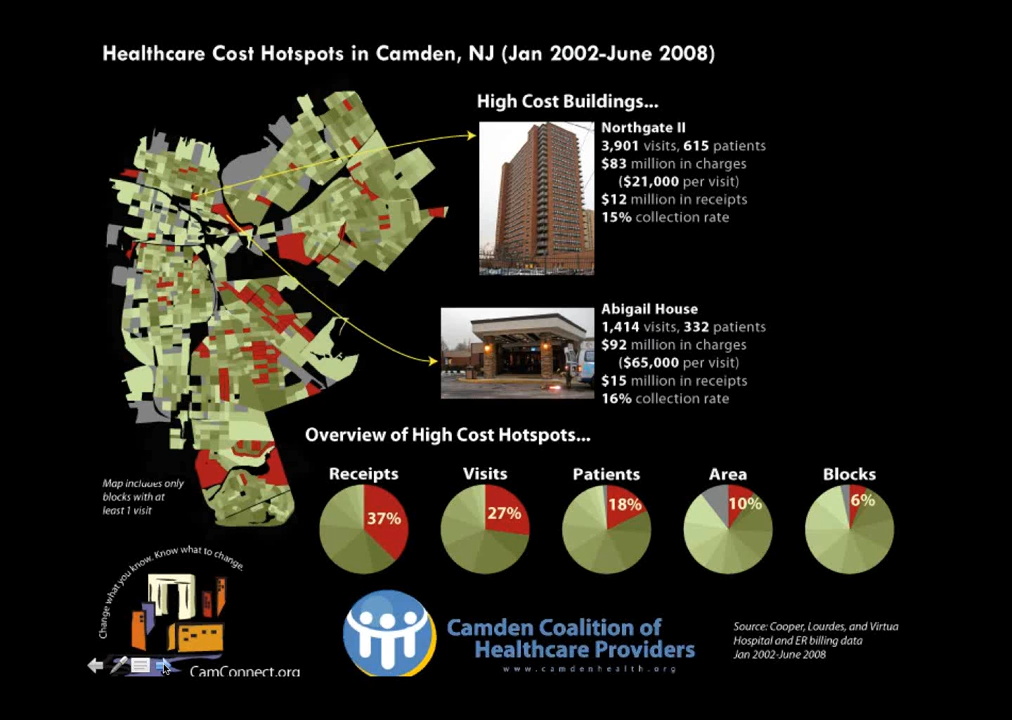 Healthcare Cost Hotspots in Camden, NJ (Jan 2002-June 2008)
High Cost Buildings...
Northgate II
3,901 visits, 615 patients
$83 million in charges
($21,000 per visit)
$12 million in receipts
15% collection rate
Abigail House
1,414 visits, 332 patients
$92 million in charges
($65,000 per visit)
$15 million in receipts
16% collection rate
Overview of High Cost Hotspots...
Receipts Visits Patients Area Blocks
37% 27% 18% 10% 6%
Map includes only
blocks with at
least 1 visit
Change what you know. Know what to change.
CamConnect.org
Camden Coalition of
Healthcare Providers
www.camdenhealth.org
Source: Cooper, Lourdes, and Virtua
Hospital and ER billing data
Jan 2002-June 2008